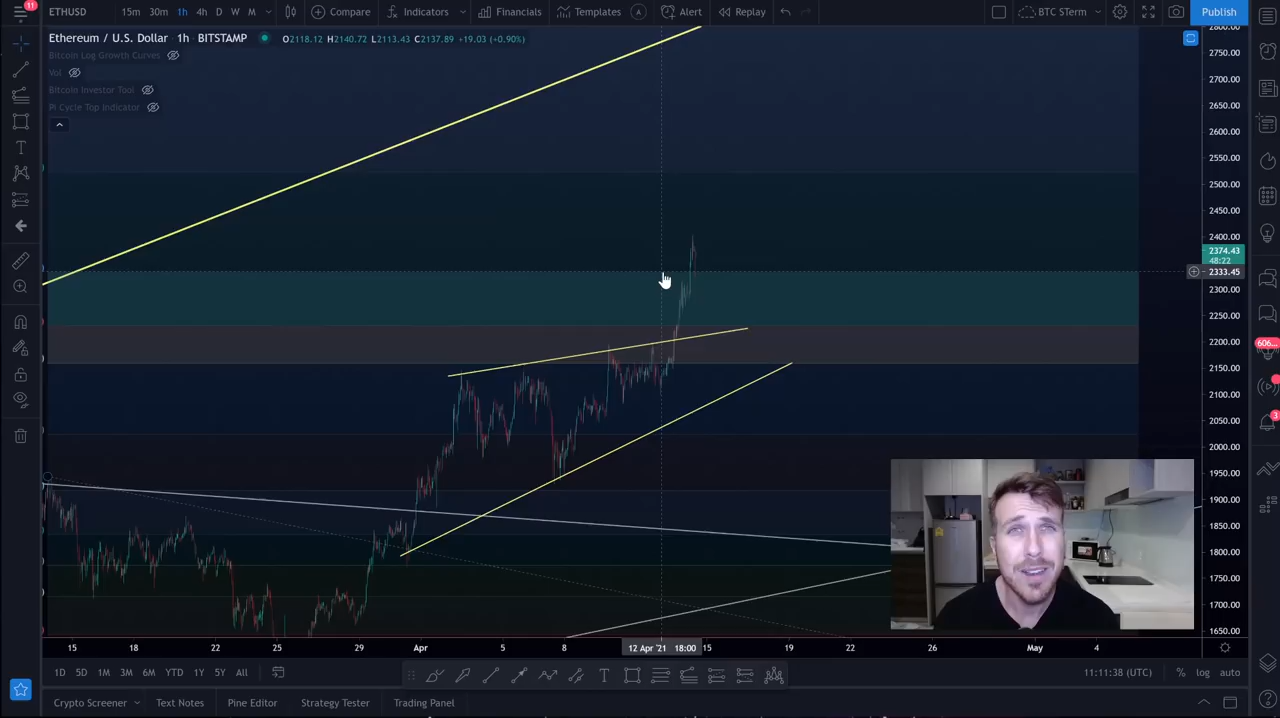 11
ETHUSD
15m 30m 1h 4h D W M
Compare
Indicators
Financials
Templates
A
Alert
Replay
BTC STerm
Publish
Ethereum / U.S. Dollar 1h BITSTAMP
O2118.12 H2140.72 L2113.43 C2137.89 +19.03 (+0.90%)
Bitcoin Log Growth Curves
Vol
Bitcoin Investor Tool
Pi Cycle Top Indicator
2800.00
2750.00
2700.00
2650.00
2600.00
2550.00
2500.00
2450.00
2400.00
2374.43
48:22
2333.45
2300.00
2250.00
2200.00
2150.00
2100.00
2050.00
2000.00
1950.00
1900.00
1850.00
1800.00
1750.00
1700.00
1650.00
606...
3
15 18 22 25 29 Apr 5 8 12 Apr '21 18:00 15 19 22 26 May 4
1D 5D 1M 3M 6M YTD 1Y 5Y All
T
11:11:38 (UTC)
% log auto
Crypto Screener
Text Notes
Pine Editor
Strategy Tester
Trading Panel